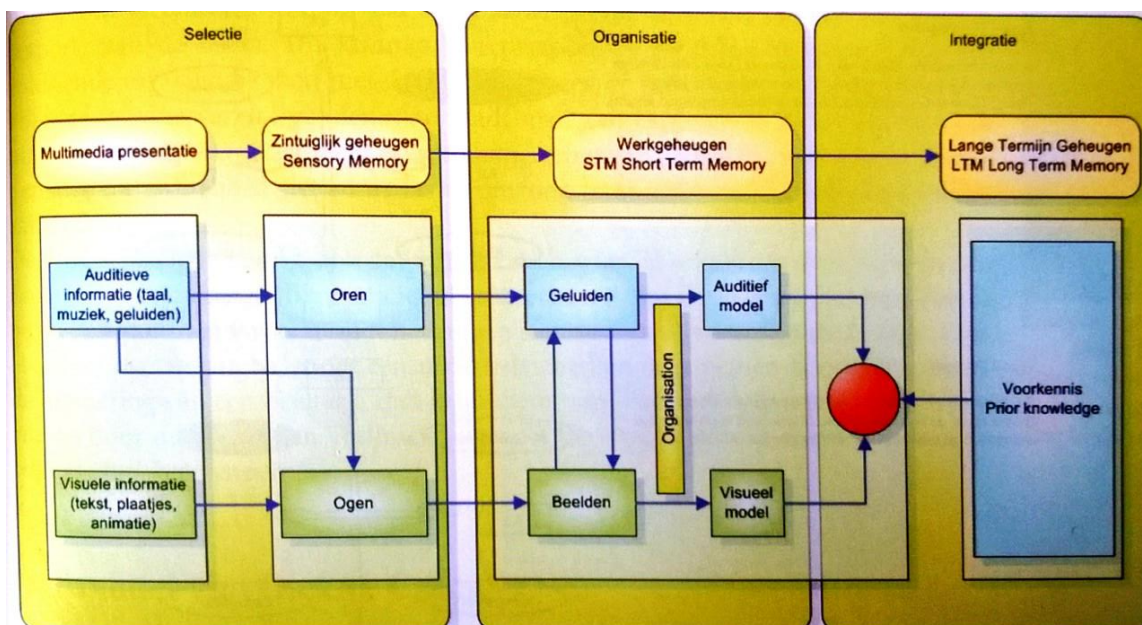 Selectie
Organisatie
Integratie
Multimedia presentatie
Zintuiglijk geheugen
Sensory Memory
Werkgeheugen
STM Short Term Memory
Lange Termijn Geheugen
LTM Long Term Memory
Auditieve
informatie (taal,
muziek, geluiden)
Oren
Geluiden
Auditief
model
Organisation
Voorkennis
Prior knowledge
Visuele informatie
(tekst, plaatjes,
animatie)
Ogen
Beelden
Visueel
model